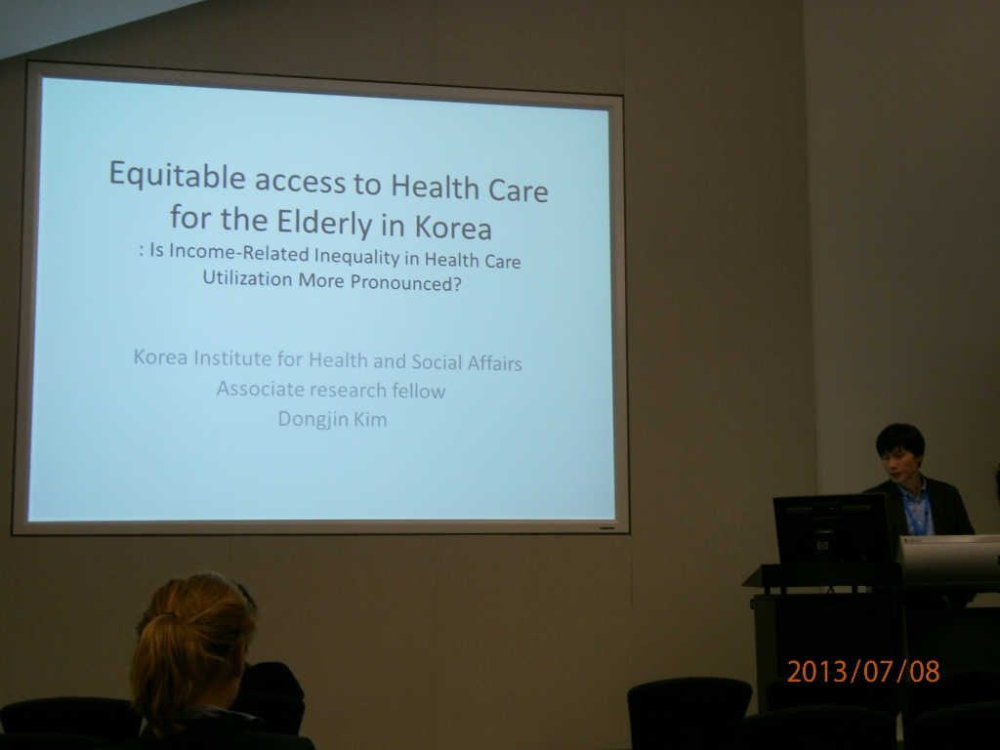 Equitable access to Health Care
for the Elderly in Korea
: Is Income-Related Inequality in Health Care
Utilization More Pronounced?
Korea Institute for Health and Social Affairs
Associate research fellow
Dongjin Kim
2013/07/08